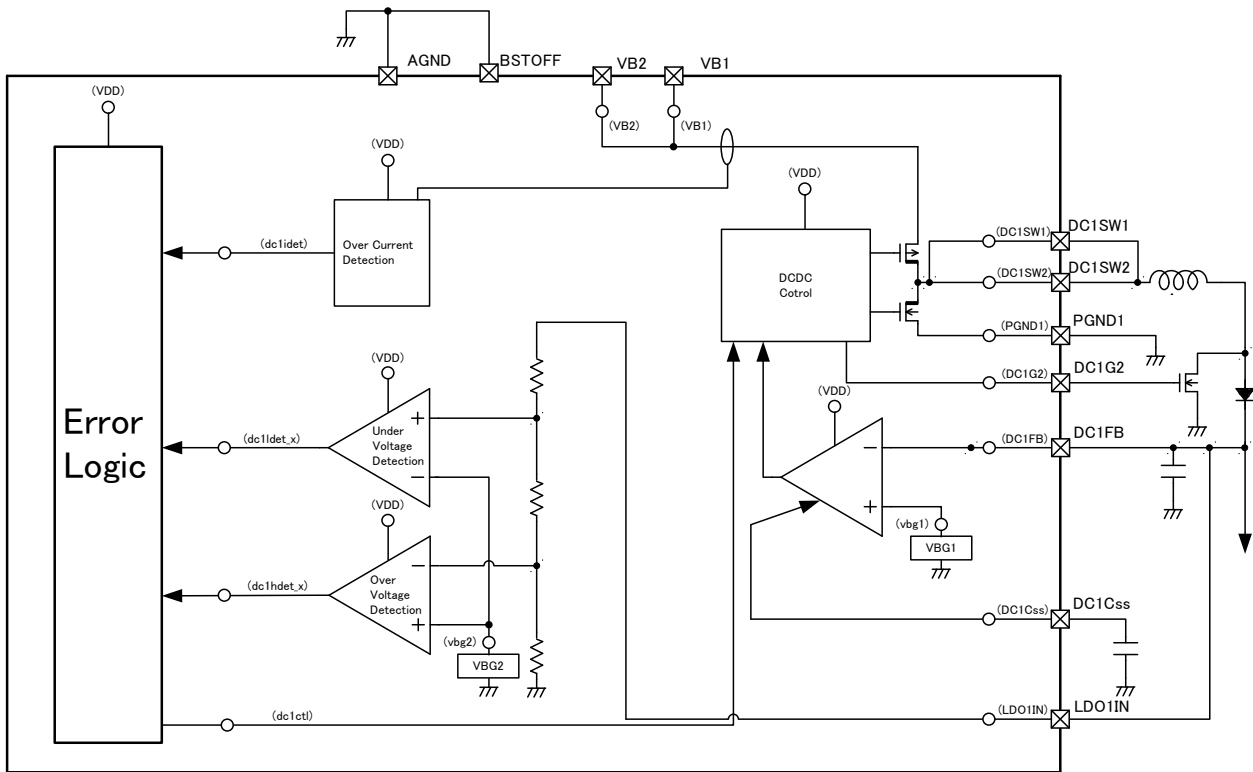 AGND
BSTOFF
VB2
VB1
(VDD)
(VB2)
(VB1)
(VDD)
(VDD)
(dc1idet)
Over Current
Detection
DCDC
Cotrol
(DC1SW1)
DC1SW1
(DC1SW2)
DC1SW2
(PGND1)
PGND1
(DC1G2)
DC1G2
(VDD)
(VDD)
Error
Logic
(dc1ldet_x)
+
Under
Voltage
Detection
−
−
(DC1FB)
DC1FB
+
(vbg1)
VBG1
(VDD)
(dc1hdet_x)
−
Over
Voltage
Detection
+
(vbg2)
VBG2
(DC1Css)
DC1Css
(dc1ctl)
(LDO1IN)
LDO1IN